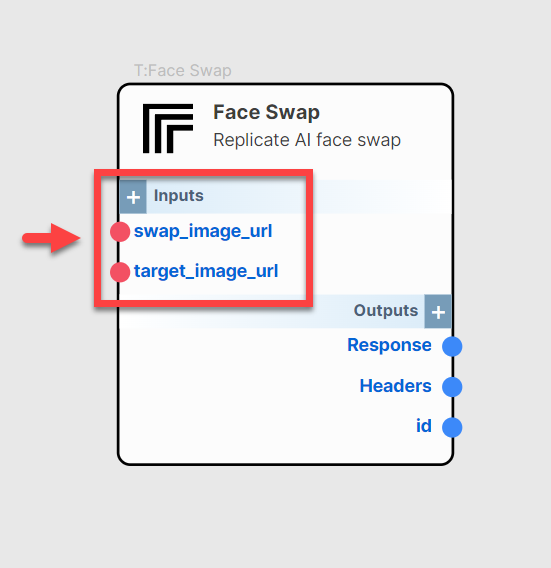 T:Face Swap
Face Swap
Replicate AI face swap
+ Inputs
swap_image_url
target_image_url
Outputs +
Response
Headers
id